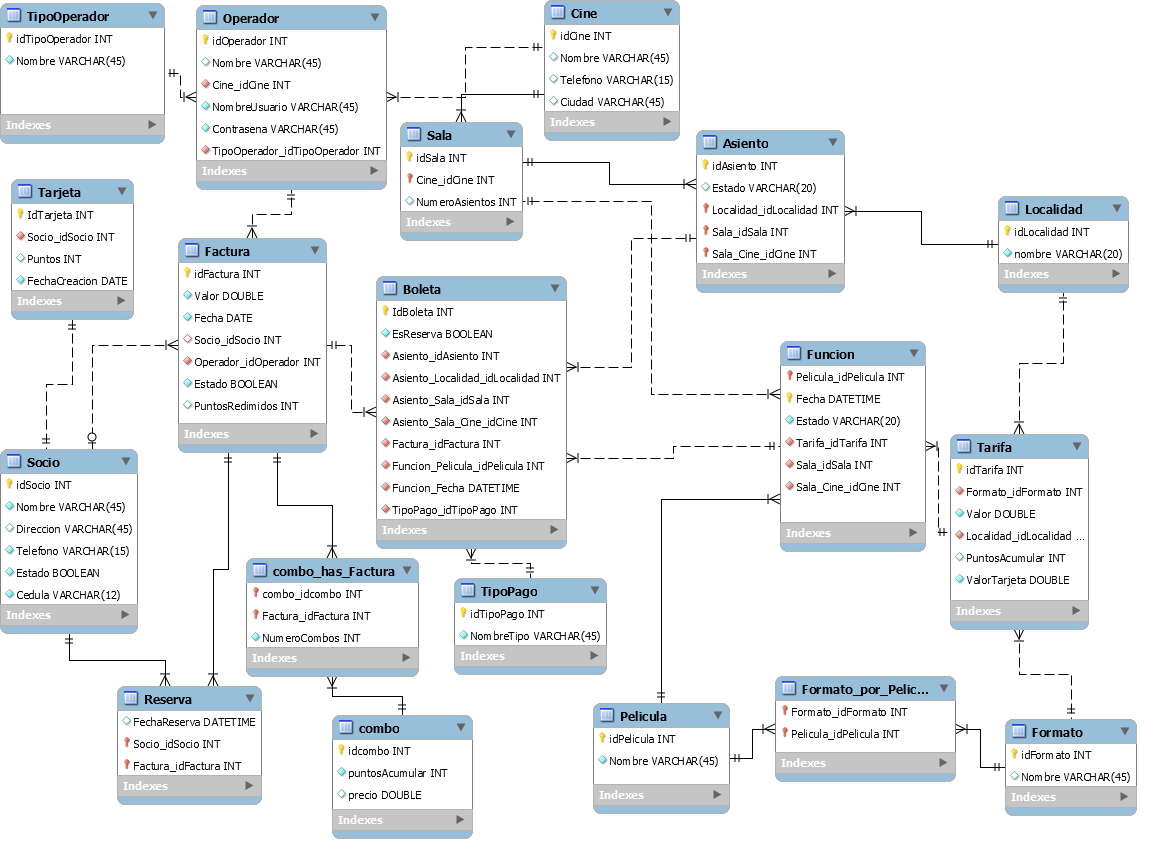 TipoOperador
idTipoOperador INT
Nombre VARCHAR(45)
Indexes
Operador
idOperador INT
Nombre VARCHAR(45)
Cine_idCine INT
NombreUsuario VARCHAR(45)
Contrasena VARCHAR(45)
TipoOperador_idTipoOperador INT
Indexes
Cine
idCine INT
Nombre VARCHAR(45)
Telefono VARCHAR(15)
Ciudad VARCHAR(45)
Indexes
Sala
idSala INT
Cine_idCine INT
NumeroAsientos INT
Indexes
Asiento
idAsiento INT
Estado VARCHAR(20)
Localidad_idLocalidad INT
Sala_idSala INT
Sala_Cine_idCine INT
Indexes
Localidad
idLocalidad INT
nombre VARCHAR(20)
Indexes
Tarjeta
IdTarjeta INT
Socio_idSocio INT
Puntos INT
FechaCreacion DATE
Indexes
Factura
idFactura INT
Valor DOUBLE
Fecha DATE
Socio_idSocio INT
Operador_idOperador INT
Estado BOOLEAN
PuntosRedimidos INT
Indexes
Boleta
IdBoleta INT
EsReserva BOOLEAN
Asiento_idAsiento INT
Asiento_Localidad_idLocalidad INT
Asiento_Sala_idSala INT
Asiento_Sala_Cine_idCine INT
Factura_idFactura INT
Funcion_Pelicula_idPelicula INT
Funcion_Fecha DATETIME
TipoPago_idTipoPago INT
Indexes
Funcion
Pelicula_idPelicula INT
Fecha DATETIME
Estado VARCHAR(20)
Tarifa_idTarifa INT
Sala_idSala INT
Sala_Cine_idCine INT
Indexes
Tarifa
idTarifa INT
Formato_idFormato INT
Valor DOUBLE
Localidad_idLocalidad ...
PuntosAcumular INT
ValorTarjeta DOUBLE
Indexes
Socio
idSocio INT
Nombre VARCHAR(45)
Direccion VARCHAR(45)
Telefono VARCHAR(15)
Estado BOOLEAN
Cedula VARCHAR(12)
Indexes
combo_has_Factura
combo_idcombo INT
Factura_idFactura INT
NumeroCombos INT
Indexes
TipoPago
idTipoPago INT
NombreTipo VARCHAR(45)
Indexes
Reserva
FechaReserva DATETIME
Socio_idSocio INT
Factura_idFactura INT
Indexes
combo
idcombo INT
puntosAcumular INT
precio DOUBLE
Indexes
Pelicula
idPelicula INT
Nombre VARCHAR(45)
Indexes
Formato_por_Pelic...
Formato_idFormato INT
Pelicula_idPelicula INT
Indexes
Formato
idFormato INT
Nombre VARCHAR(45)
Indexes